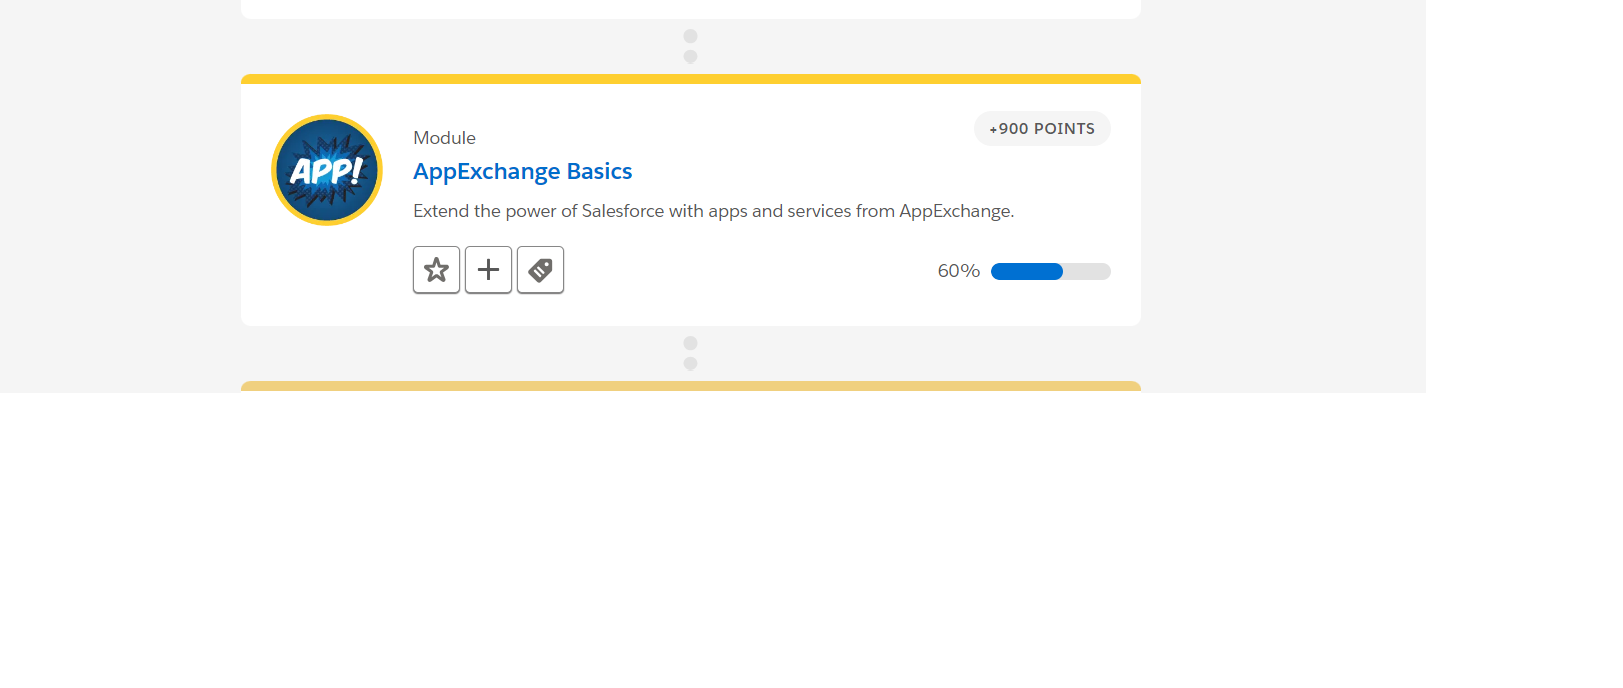 +900 POINTS
Module
AppExchange Basics
Extend the power of Salesforce with apps and services from AppExchange.
APP!
60%